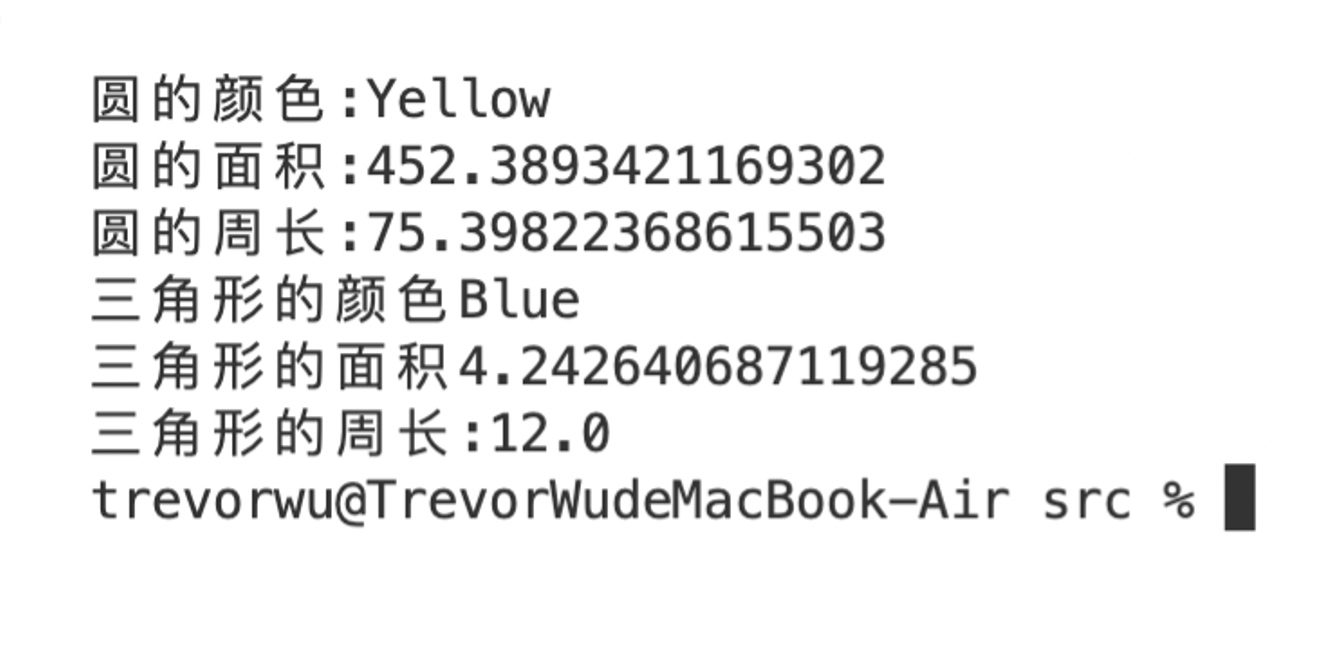 圆的颜色:Yellow
圆的面积:452.3893421169302
圆的周长:75.39822368615503
三角形的颜色Blue
三角形的面积4.242640687119285
三角形的周长:12.0
trevorwu@TrevorWudeMacBook-Air src %